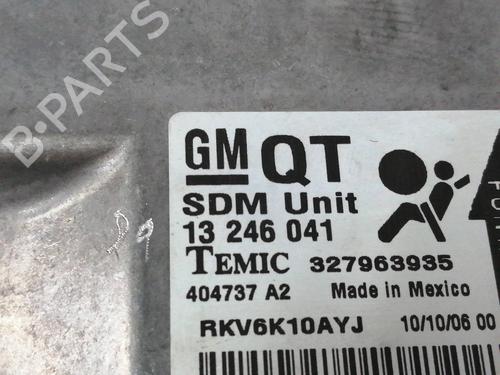 B-PARTS
GM QT
SDM Unit
13 246 041
TEMIC 327963935
404737 A2 Made in Mexico
RKV6K10AYJ 10/10/06 00